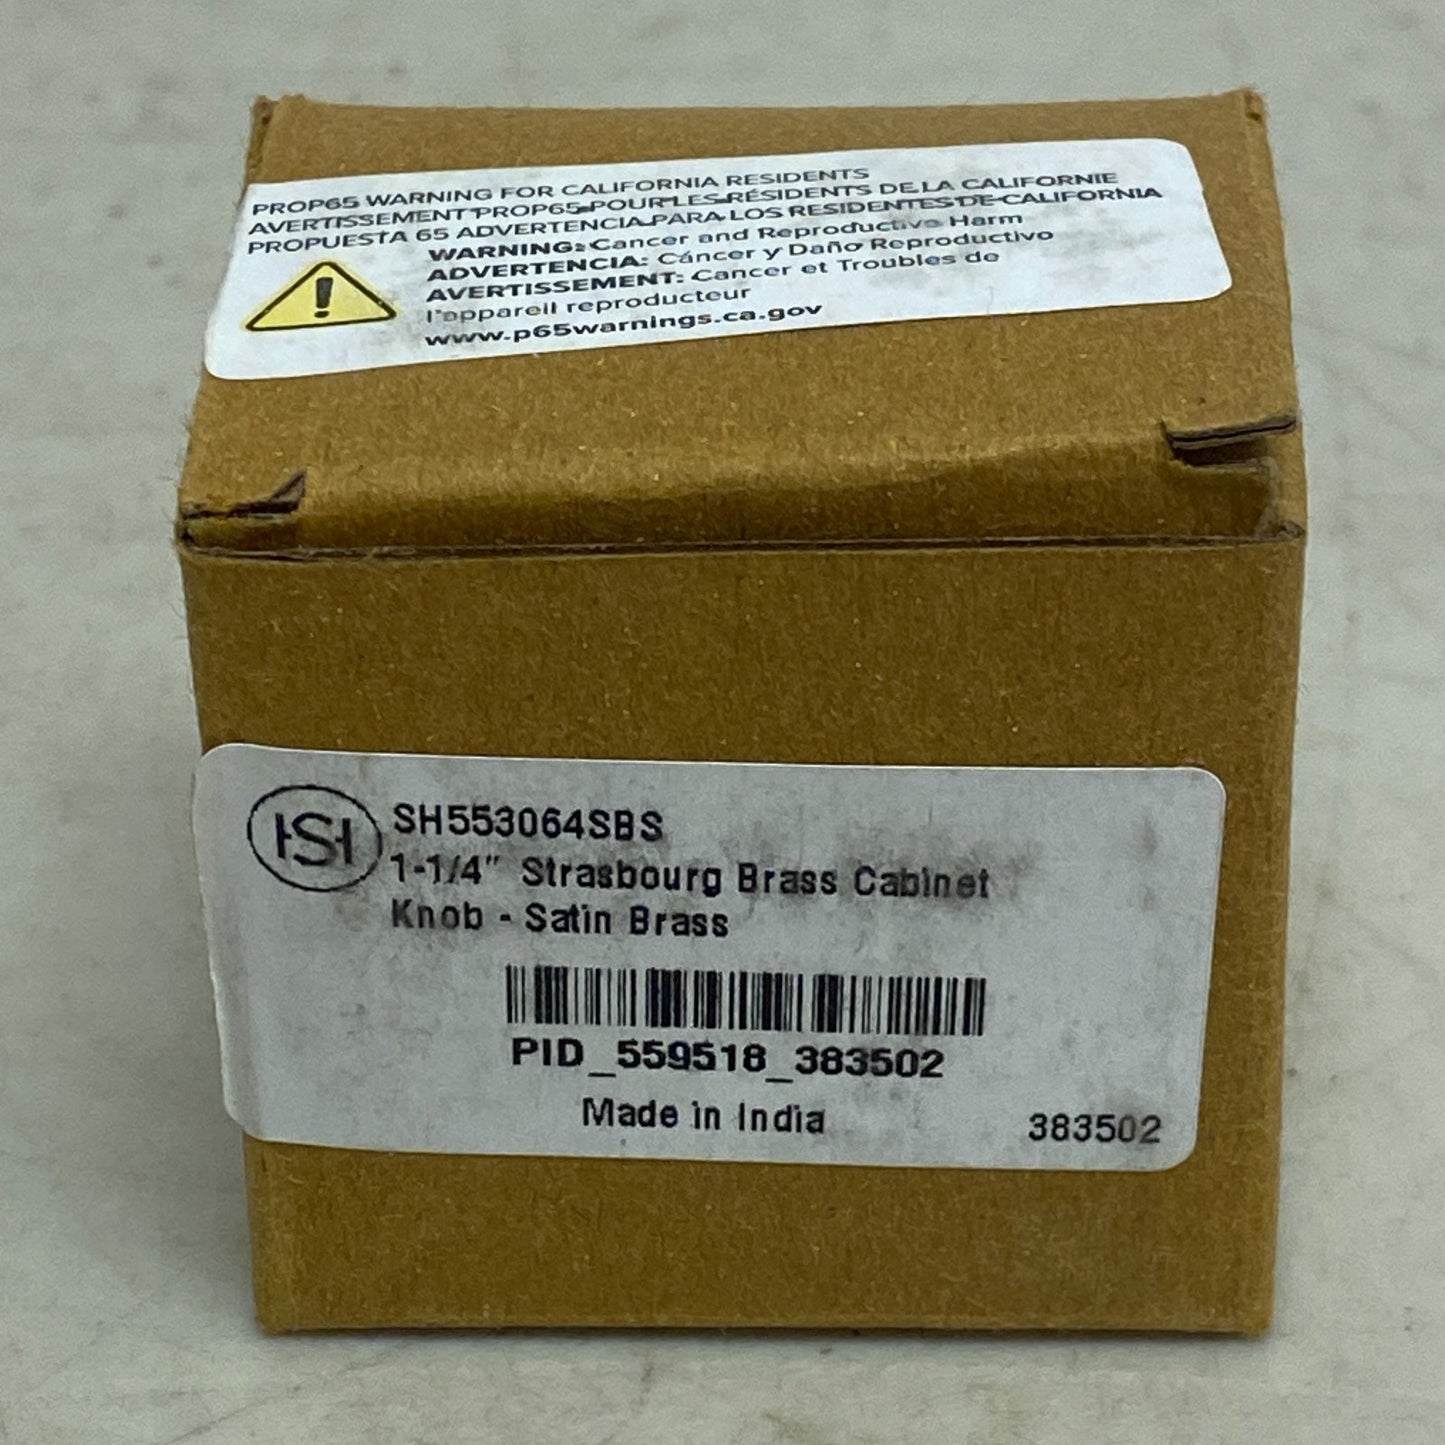 PROP65 WARNING FOR CALIFORNIA RESIDENTS
AVERTISSEMENT PROP65 POUR LES RÉSIDENTS DE LA CALIFORNIE
PROPUESTA 65 ADVERTENCIA PARA LOS RESIDENTES DE CALIFORNIA
WARNING: Cancer and Reproductive Harm
ADVERTENCIA: Cáncer y Daño Reproductivo
AVERTISSEMENT: Cancer et Troubles de
l'appareil reproducteur
www.p65warnings.ca.gov
HSH SH553064SBS
1-1/4" Strasbourg Brass Cabinet
Knob - Satin Brass
PID_559518_383502
Made in India 383502